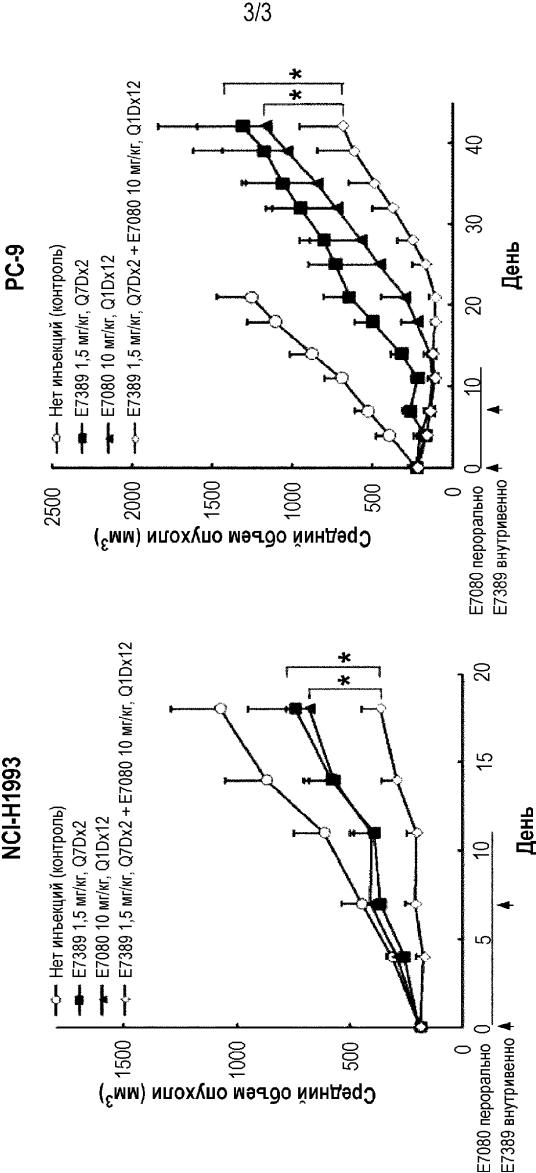 3/3
NCI-H1993
Нет инъекций (контроль)
E7389 1,5 мг/кг, Q7Dx2
E7080 10 мг/кг, Q1Dx12
E7389 1,5 мг/кг, Q7Dx2 + E7080 10 мг/кг, Q1Dx12
Средний объем опухоли (мм3)
1500
1000
500
0
0
5
10
15
20
* *
День
E7080 перорально
E7389 внутривенно
PC-9
Нет инъекций (контроль)
E7389 1,5 мг/кг, Q7Dx2
E7080 10 мг/кг, Q1Dx12
E7389 1,5 мг/кг, Q7Dx2 + E7080 10 мг/кг, Q1Dx12
Средний объем опухоли (мм3)
2500
2000
1500
1000
500
0
0
10
20
30
40
* *
День
E7080 перорально
E7389 внутривенно